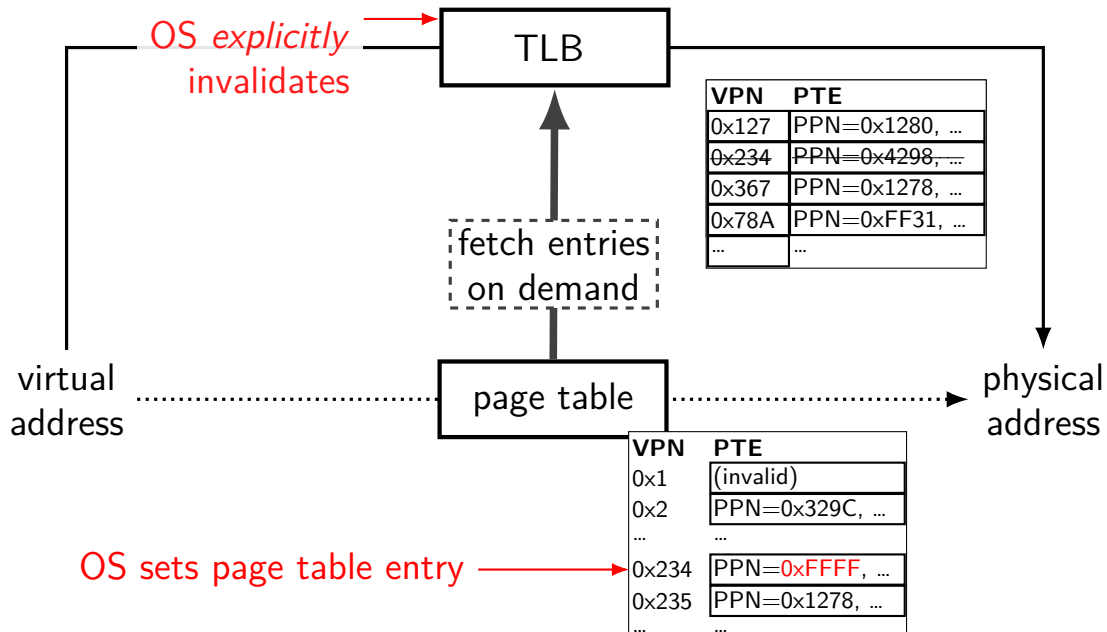 OS explicitly
invalidates
TLB
VPN PTE
0x127 PPN=0x1280, ...
0x234 PPN=0x4298, ...
0x367 PPN=0x1278, ...
0x78A PPN=0xFF31, ...
... ...
fetch entries
on demand
virtual
address
page table
physical
address
VPN PTE
0x1 (invalid)
0x2 PPN=0x329C, ...
... ...
OS sets page table entry
0x234 PPN=0xFFFF, ...
0x235 PPN=0x1278, ...
... ...